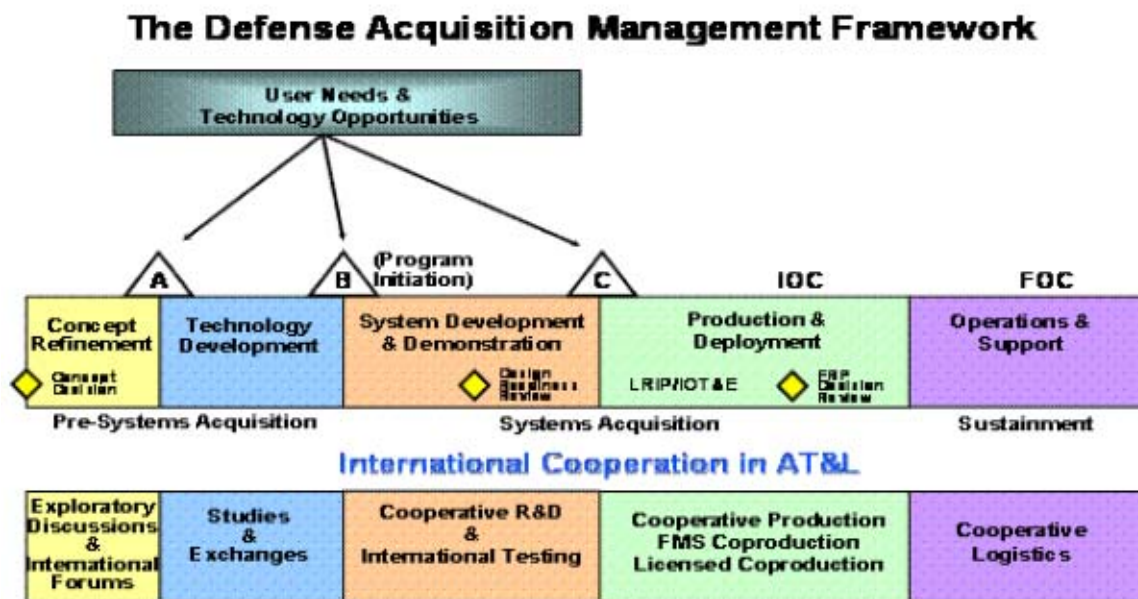 The Defense Acquisition Management Framework
User Needs &
Technology Opportunities
A
B
(Program
Initiation)
C
IOC
FOC
Concept
Refinement
Technology
Development
System Development
& Demonstration
Production &
Deployment
Operations &
Support
Concept
Decision
Design
Readiness
Review
LRIP/IOT&E
FRP
Decision
Review
Pre-Systems Acquisition
Systems Acquisition
Sustainment
International Cooperation in AT&L
Exploratory
Discussions
&
International
Forums
Studies
&
Exchanges
Cooperative R&D
&
International Testing
Cooperative Production
FMS Coproduction
Licensed Coproduction
Cooperative
Logistics